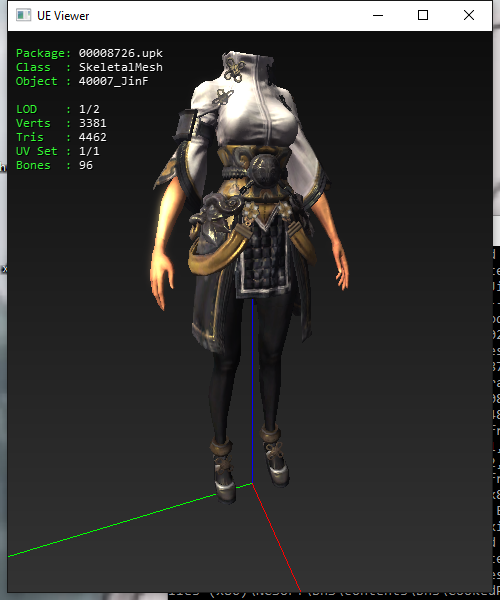 UE Viewer
Package: 00008726.upk
Class : SkeletalMesh
Object : 40007_JinF
LOD : 1/2
Verts : 3381
Tris : 4462
UV Set : 1/1
Bones : 96